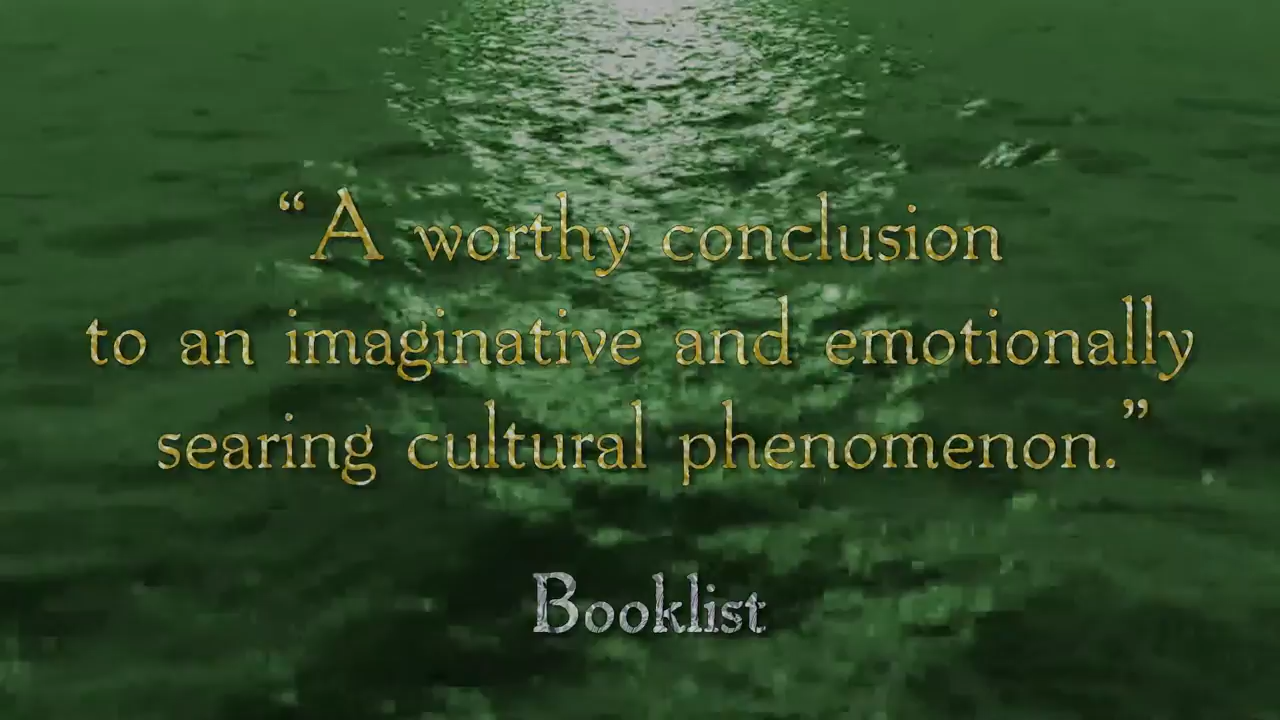 “A worthy conclusion
to an imaginative and emotionally
searing cultural phenomenon.”
Booklist